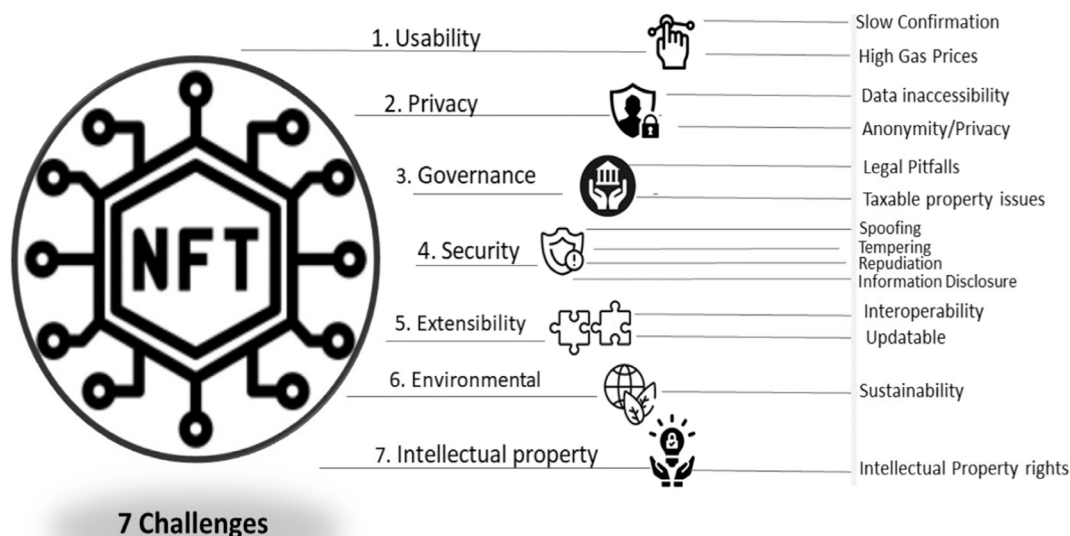 NFT
7 Challenges
1. Usability
Slow Confirmation
High Gas Prices
2. Privacy
Data inaccessibility
Anonymity/Privacy
3. Governance
Legal Pitfalls
Taxable property issues
4. Security
Spoofing
Tempering
Repudiation
Information Disclosure
5. Extensibility
Interoperability
Updatable
6. Environmental
Sustainability
7. Intellectual property
Intellectual Property rights